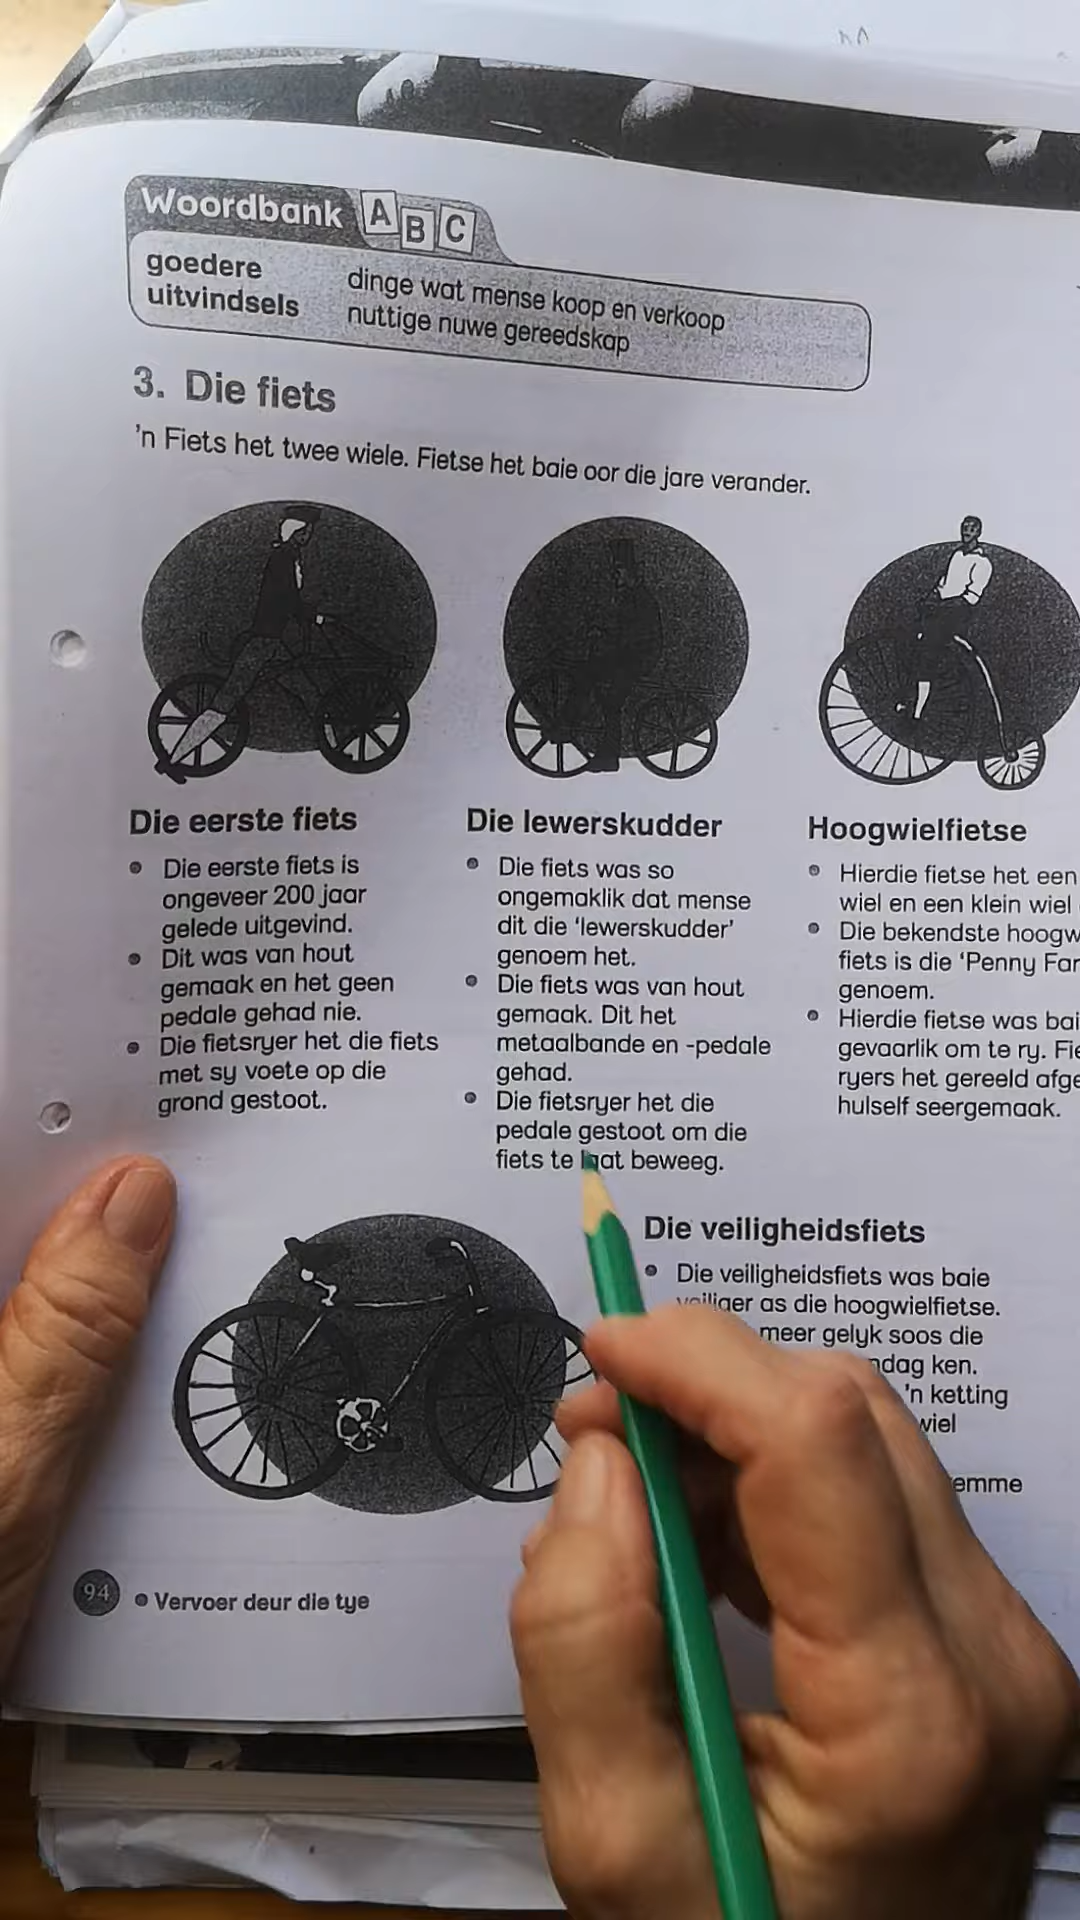 Woordbank A B C
goedere dinge wat mense koop en verkoop
uitvindsels nuttige nuwe gereedskap
3. Die fiets
'n Fiets het twee wiele. Fietse het baie oor die jare verander.
Die eerste fiets
Die eerste fiets is
ongeveer 200 jaar
gelede uitgevind.
Dit was van hout
gemaak en het geen
pedale gehad nie.
Die fietsryer het die fiets
met sy voete op die
grond gestoot.
Die lewerskudder
Die fiets was so
ongemaklik dat mense
dit die ‘lewerskudder’
genoem het.
Die fiets was van hout
gemaak. Dit het
metaalbande en -pedale
gehad.
Die fietsryer het die
pedale gestoot om die
fiets te laat beweeg.
Hoogwielfietse
Hierdie fietse het een
wiel en een klein wiel
Die bekendste
fiets is die ‘Penny
genoem.
Hierdie fietse was
gevaarlik om te ry.
ryers het gereeld
hulself seergemaak.
Die veiligheidsfiets
Die veiligheidsfiets was baie
veiliger as die hoogwielfietse.
meer gelyk soos die
ken.
'n ketting
wiel
94 Vervoer deur die tye